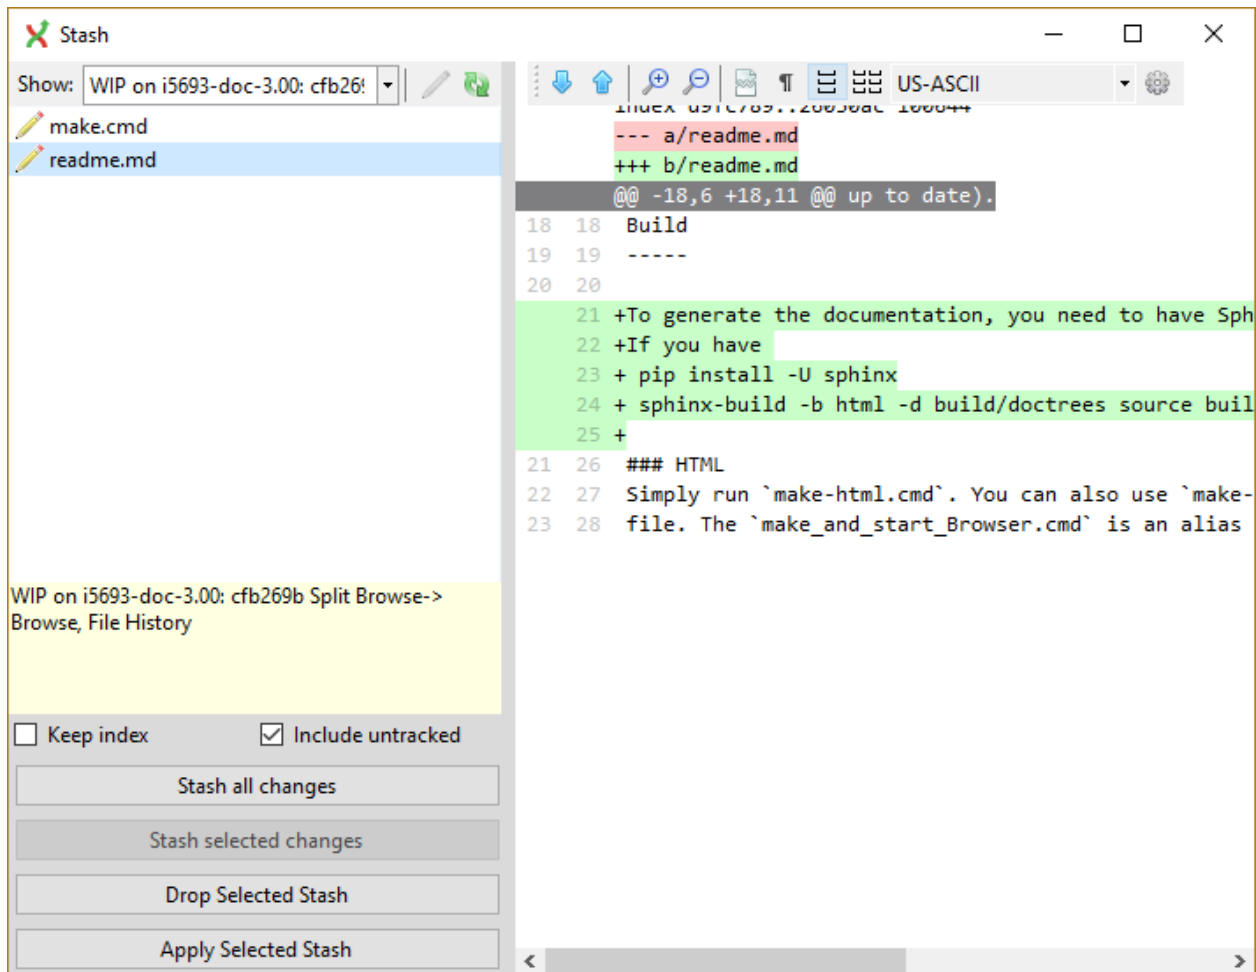 Stash
Show: WIP on i5693-doc-3.00: cfb269
US-ASCII
make.cmd
readme.md
WIP on i5693-doc-3.00: cfb269b Split Browse->
Browse, File History
Keep index
Include untracked
Stash all changes
Stash selected changes
Drop Selected Stash
Apply Selected Stash
--- a/readme.md
+++ b/readme.md
@@ -18,6 +18,11 @@ up to date).
18 18 Build
19 19 -----
20 20
21 +To generate the documentation, you need to have Sph
22 +If you have
23 + pip install -U sphinx
24 + sphinx-build -b html -d build/doctrees source buil
25 +
21 26 ### HTML
22 27 Simply run `make-html.cmd`. You can also use `make-
23 28 file. The `make_and_start_Browser.cmd` is an alias